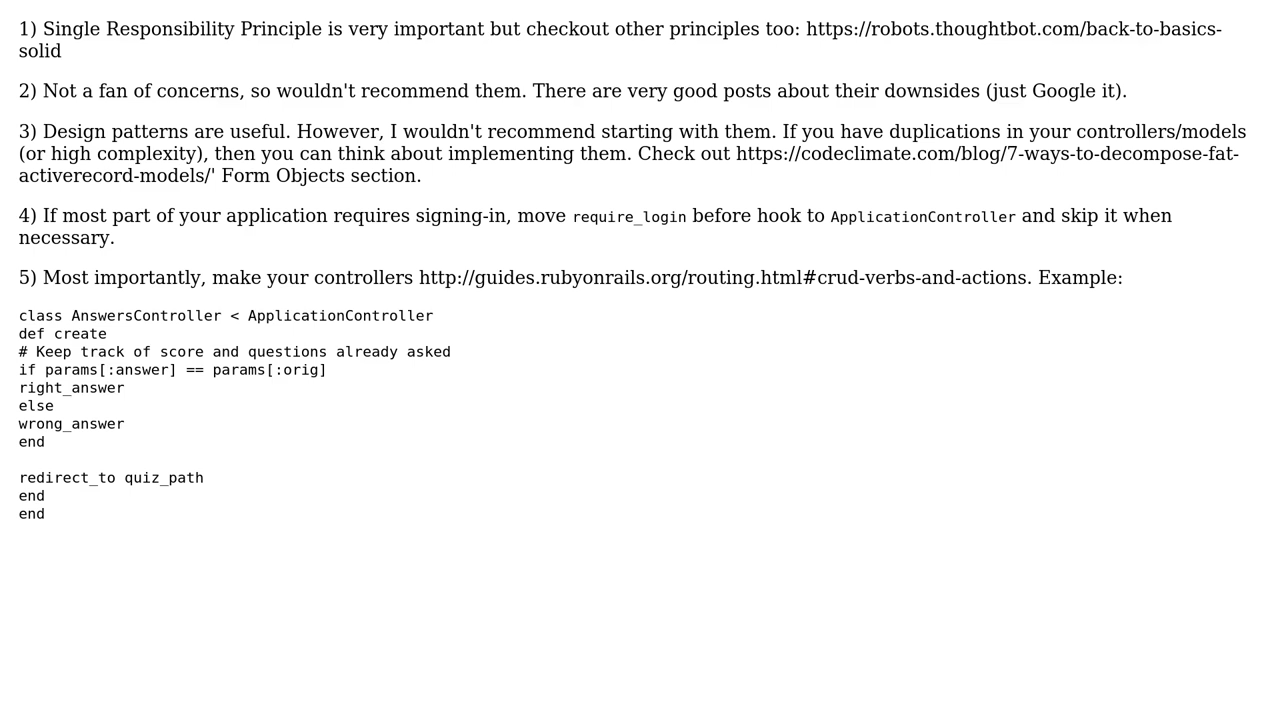 1) Single Responsibility Principle is very important but checkout other principles too: https://robots.thoughtbot.com/back-to-basics-
solid
2) Not a fan of concerns, so wouldn't recommend them. There are very good posts about their downsides (just Google it).
3) Design patterns are useful. However, I wouldn't recommend starting with them. If you have duplications in your controllers/models
(or high complexity), then you can think about implementing them. Check out https://codeclimate.com/blog/7-ways-to-decompose-fat-
activerecord-models/' Form Objects section.
4) If most part of your application requires signing-in, move require_login before hook to ApplicationController and skip it when
necessary.
5) Most importantly, make your controllers http://guides.rubyonrails.org/routing.html#crud-verbs-and-actions. Example:
class AnswersController < ApplicationController
def create
# Keep track of score and questions already asked
if params[:answer] == params[:orig]
right_answer
else
wrong_answer
end
redirect_to quiz_path
end
end